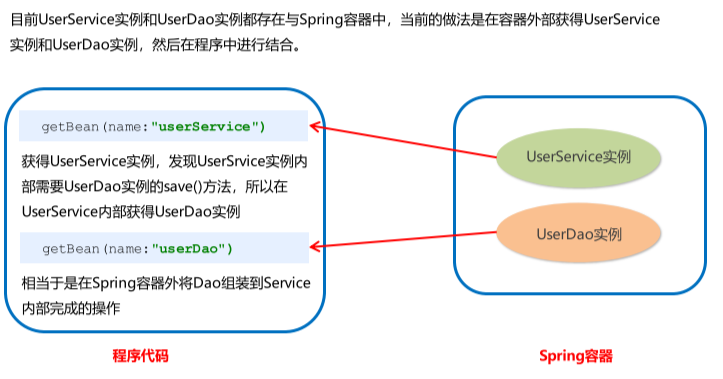 目前UserService实例和UserDao实例都存在与Spring容器中，当前的做法是在容器外部获得UserService
实例和UserDao实例，然后在程序中进行结合。
getBean(name:"userService")
获得UserService实例，发现UserSrvice实例内
部需要UserDao实例的save()方法，所以在
UserService内部获得UserDao实例
getBean(name:"userDao")
相当于是在Spring容器外将Dao组装到Service
内部完成的操作
程序代码
UserService实例
UserDao实例
Spring容器